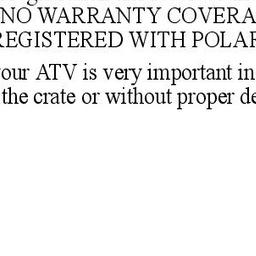 NO WARRANTY COVERA
REGISTERED WITH POLAR
our ATV is very important in
the crate or without proper de